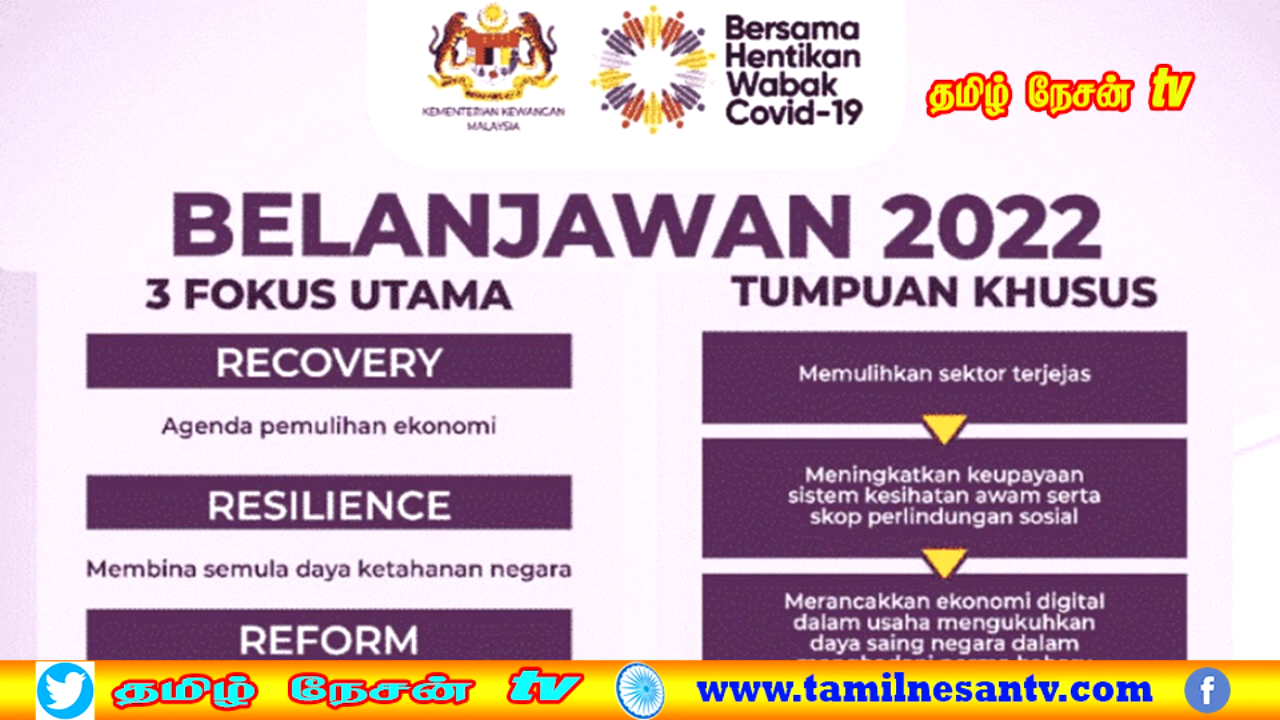 KEMENTERIAN KEWANGAN
MALAYSIA
Bersama
Hentikan
Wabak
Covid-19
தமிழ் நேசன் tv
BELANJAWAN 2022
3 FOKUS UTAMA
RECOVERY
Agenda pemulihan ekonomi
RESILIENCE
Membina semula daya ketahanan negara
REFORM
TUMPUAN KHUSUS
Memulihkan sektor terjejas
Meningkatkan keupayaan
sistem kesihatan awam serta
skop perlindungan sosial
Merancakkan ekonomi digital
dalam usaha mengukuhkan
daya saing negara dalam
தமிழ் நேசன் tv
www.tamilnesantv.com